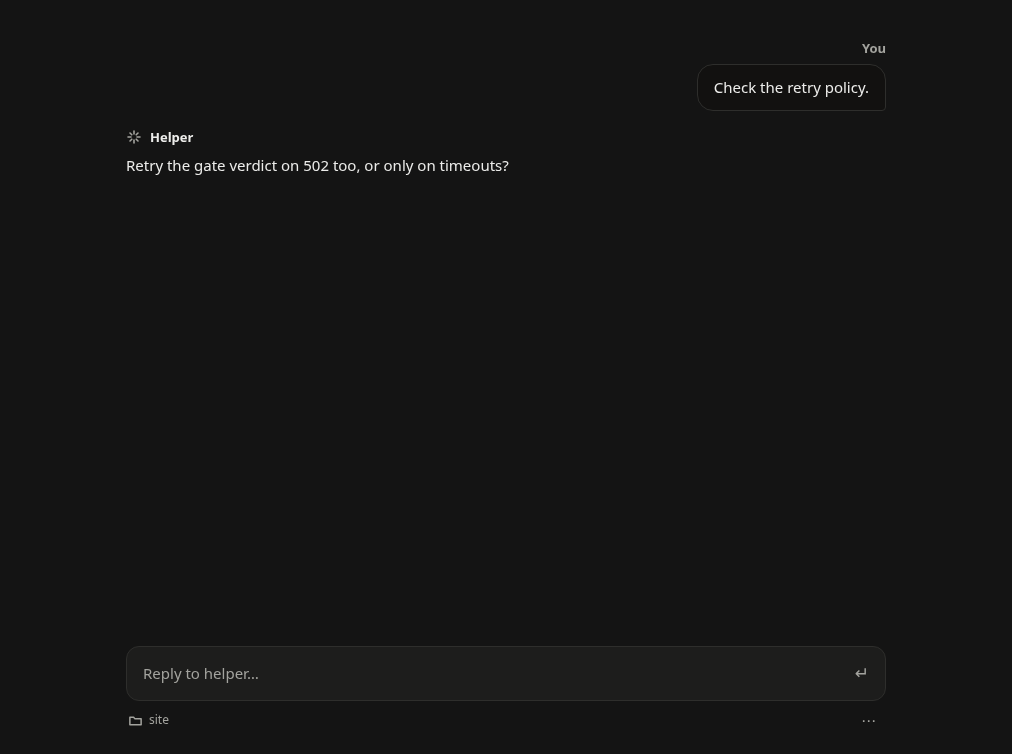 You
Check the retry policy.
Helper
Retry the gate verdict on 502 too, or only on timeouts?
Reply to helper...
site